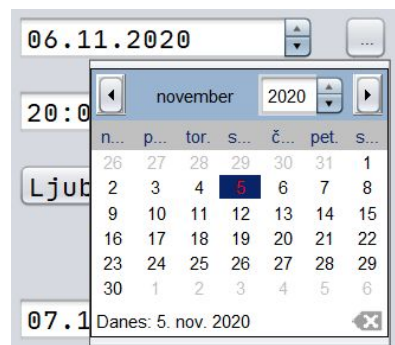 06.11.2020 ...
november 2020
20:0
n... p... tor. s... č... pet. s...
26 27 28 29 30 31 1
2 3 4 5 6 7 8
Ljub
9 10 11 12 13 14 15
16 17 18 19 20 21 22
23 24 25 26 27 28 29
30 1 2 3 4 5 6
07.1
Danes: 5. nov. 2020